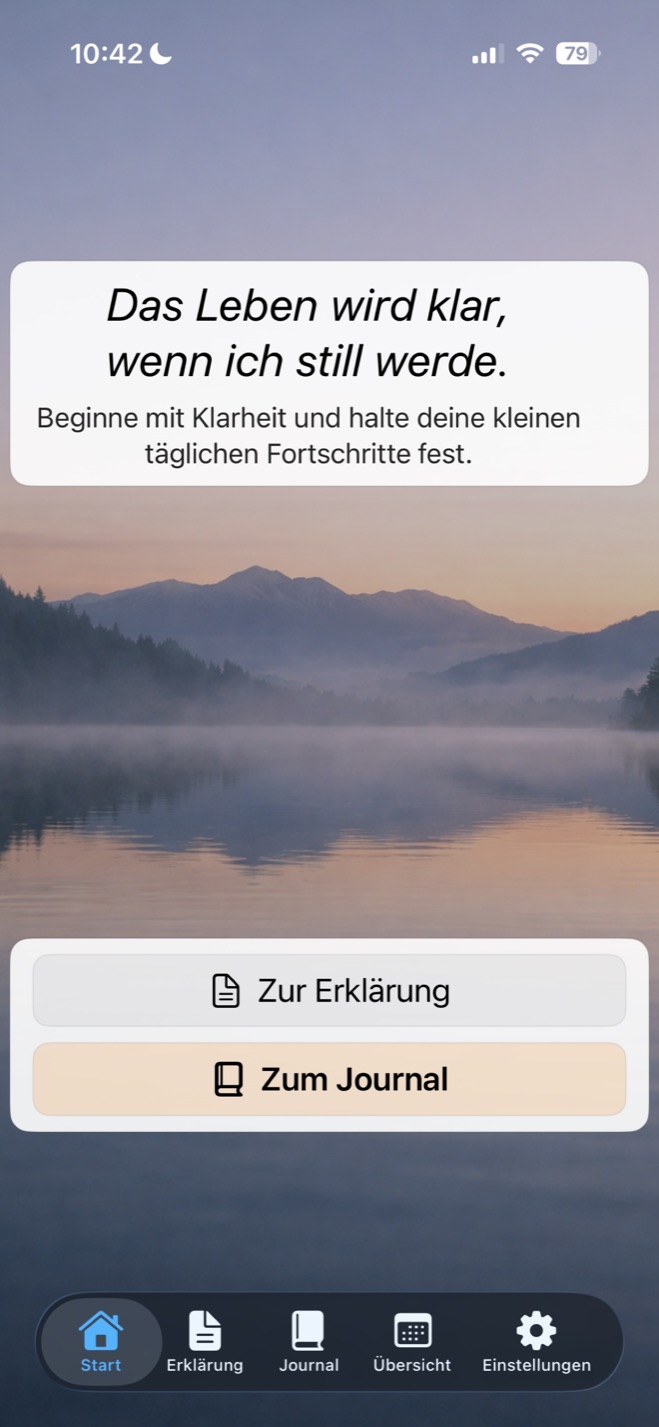 10:42
79
Das Leben wird klar,
wenn ich still werde.
Beginne mit Klarheit und halte deine kleinen
täglichen Fortschritte fest.
Zur Erklärung
Zum Journal
Start
Erklärung
Journal
Übersicht
Einstellungen